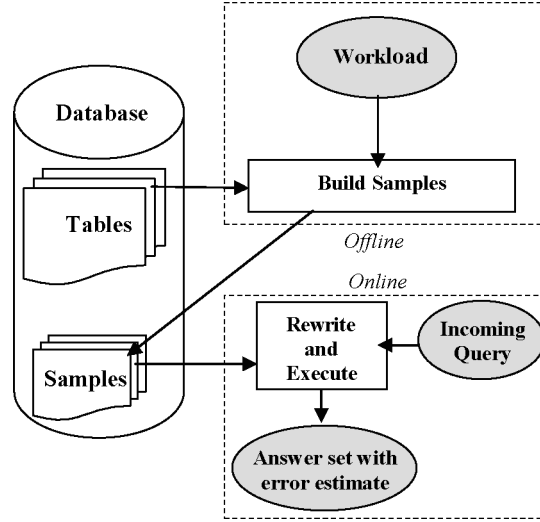 Workload
Database
Build Samples
Tables
Offline
Online
Rewrite
and
Execute
Incoming
Query
Samples
Answer set with
error estimate